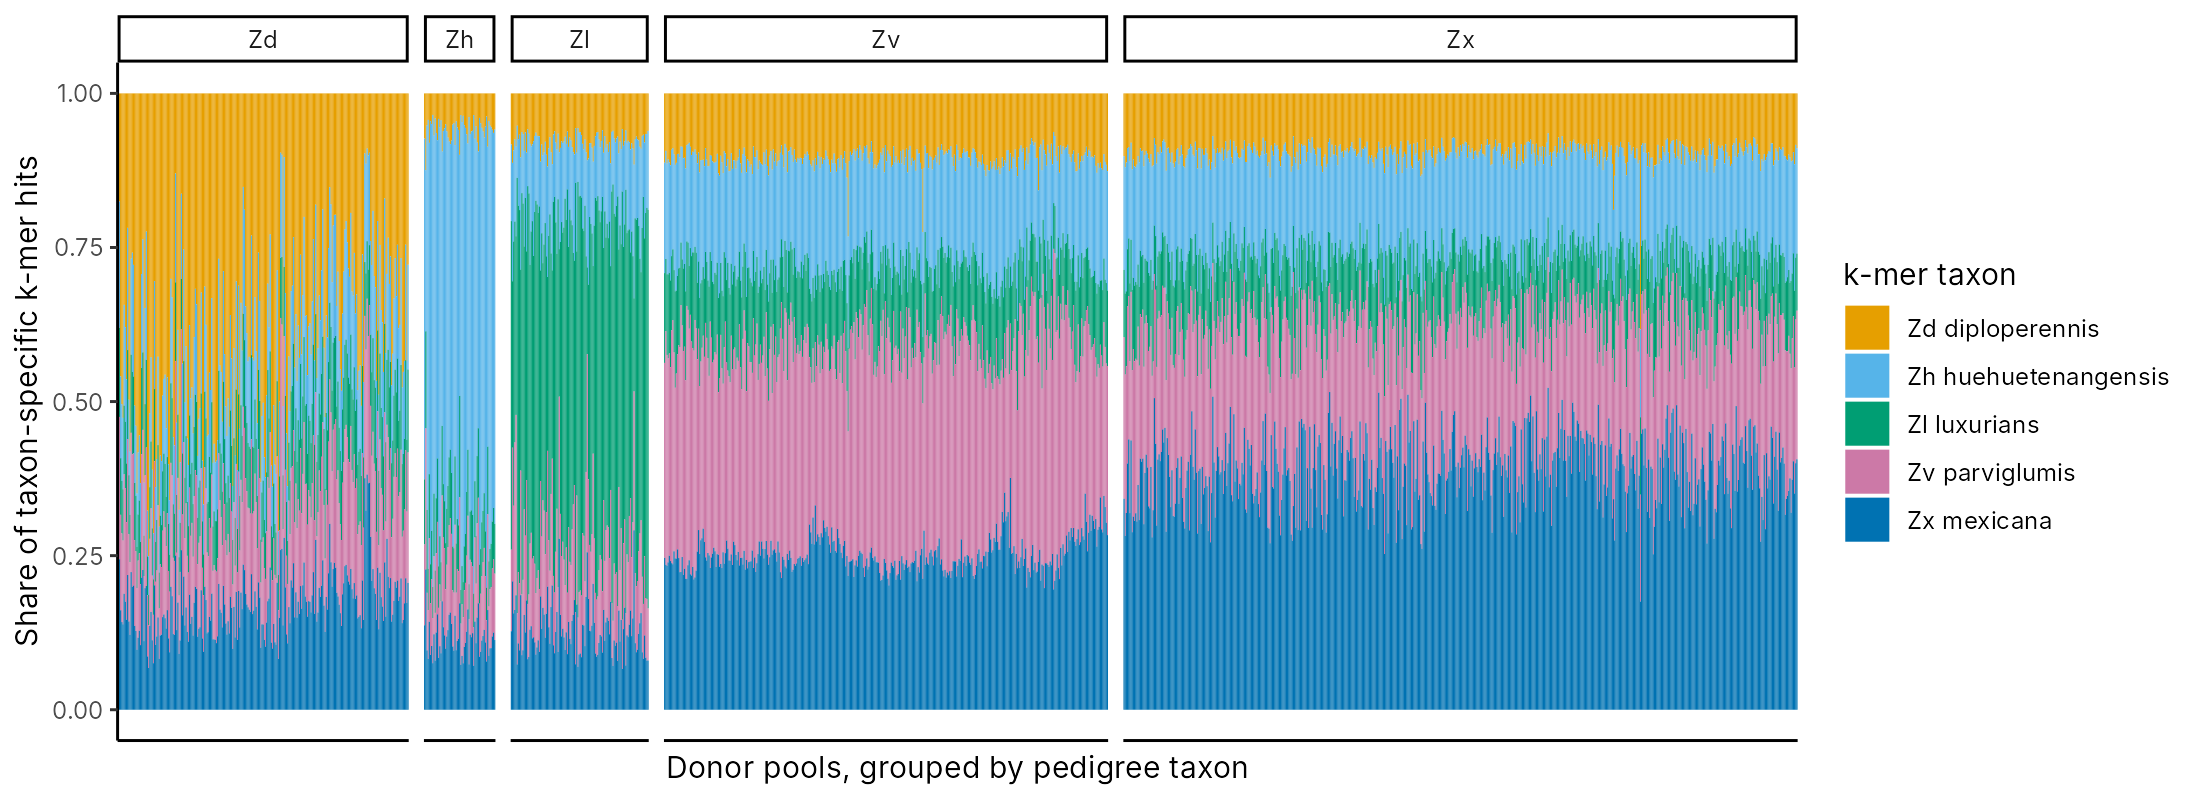 Zd
Zh
Zl
Zv
Zx
Share of taxon-specific k-mer hits
1.00
0.75
0.50
0.25
0.00
Donor pools, grouped by pedigree taxon
k-mer taxon
Zd diploperennis
Zh huehuetenangensis
Zl luxurians
Zv parviglumis
Zx mexicana